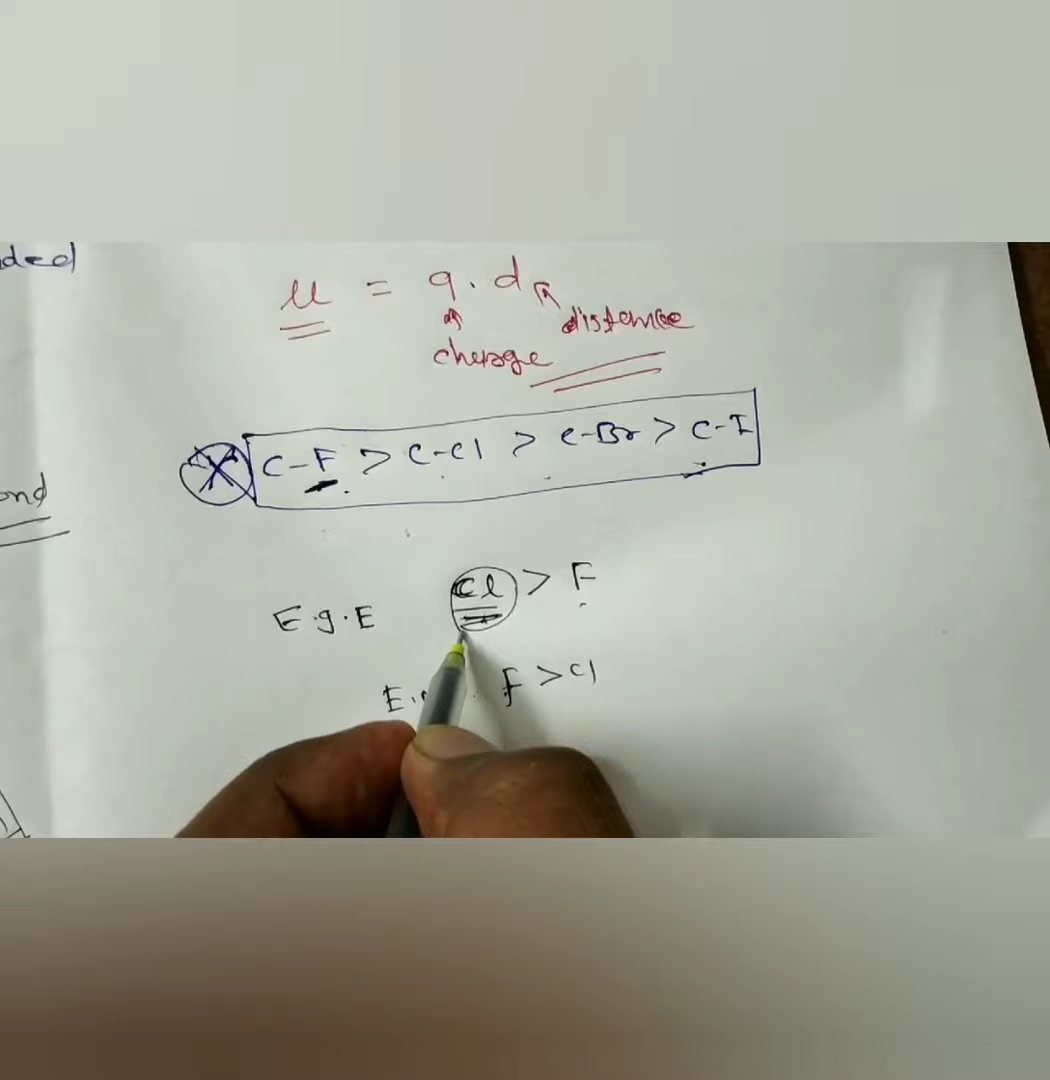 ded
μ = q. d
distance
charge
C-F > C-Cl > C-Br > C-I
ond
Cl > F
E.g.E
F > Cl